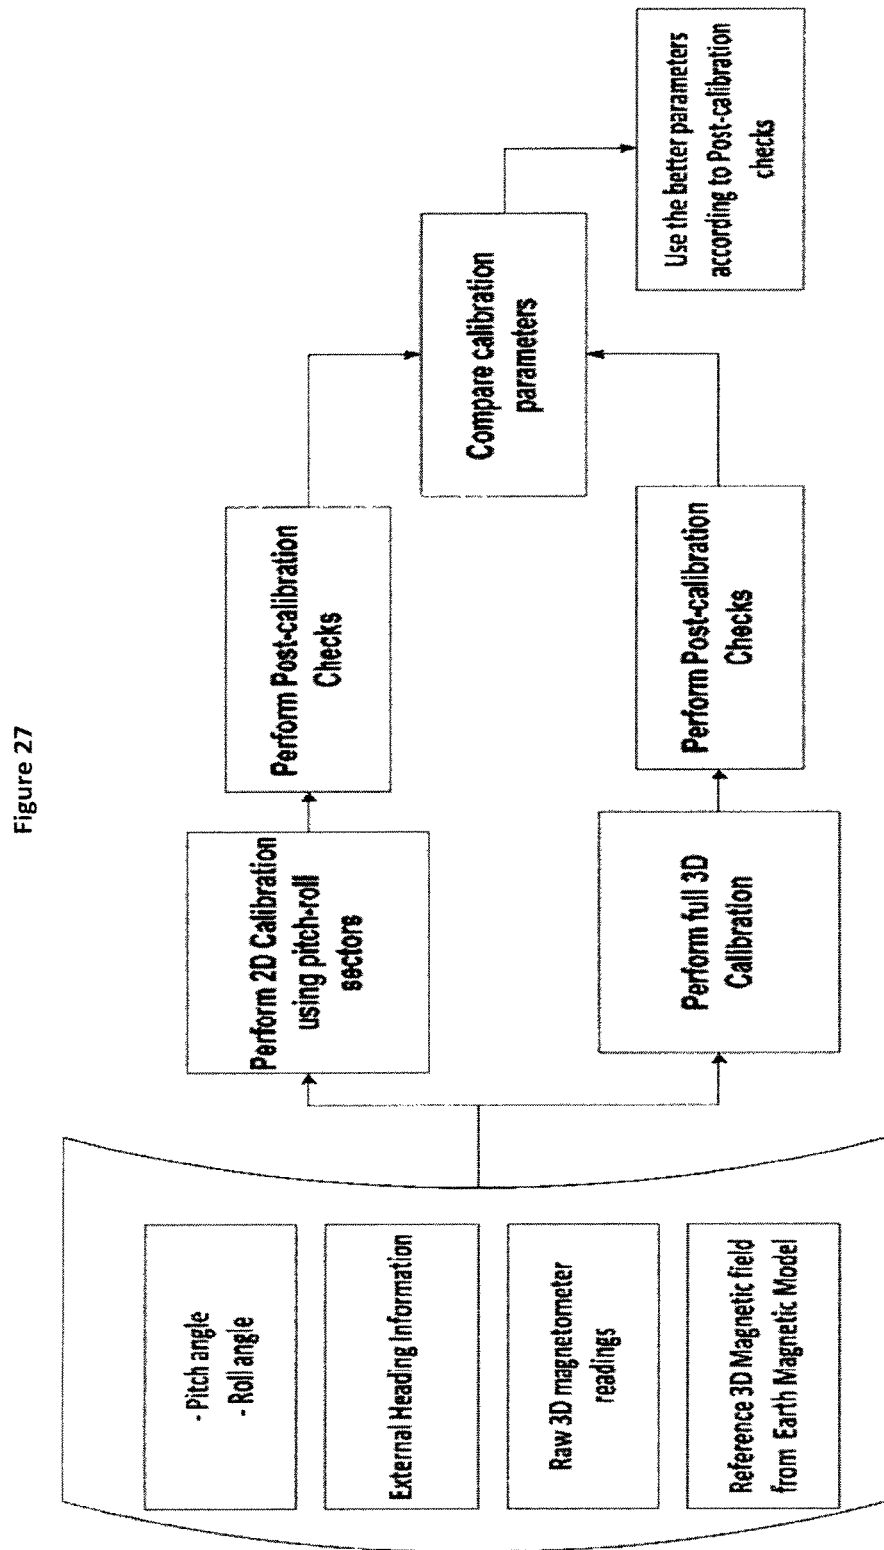 Figure 27
- Pitch angle
- Roll angle
External Heading Information
Raw 3D magnetometer
readings
Reference 3D Magnetic field
from Earth Magnetic Model
Perform 2D Calibration
using pitch-roll
sectors
Perform full 3D
Calibration
Perform Post-calibration
Checks
Perform Post-calibration
Checks
Compare calibration
parameters
Use the better parameters
according to Post-calibration
checks